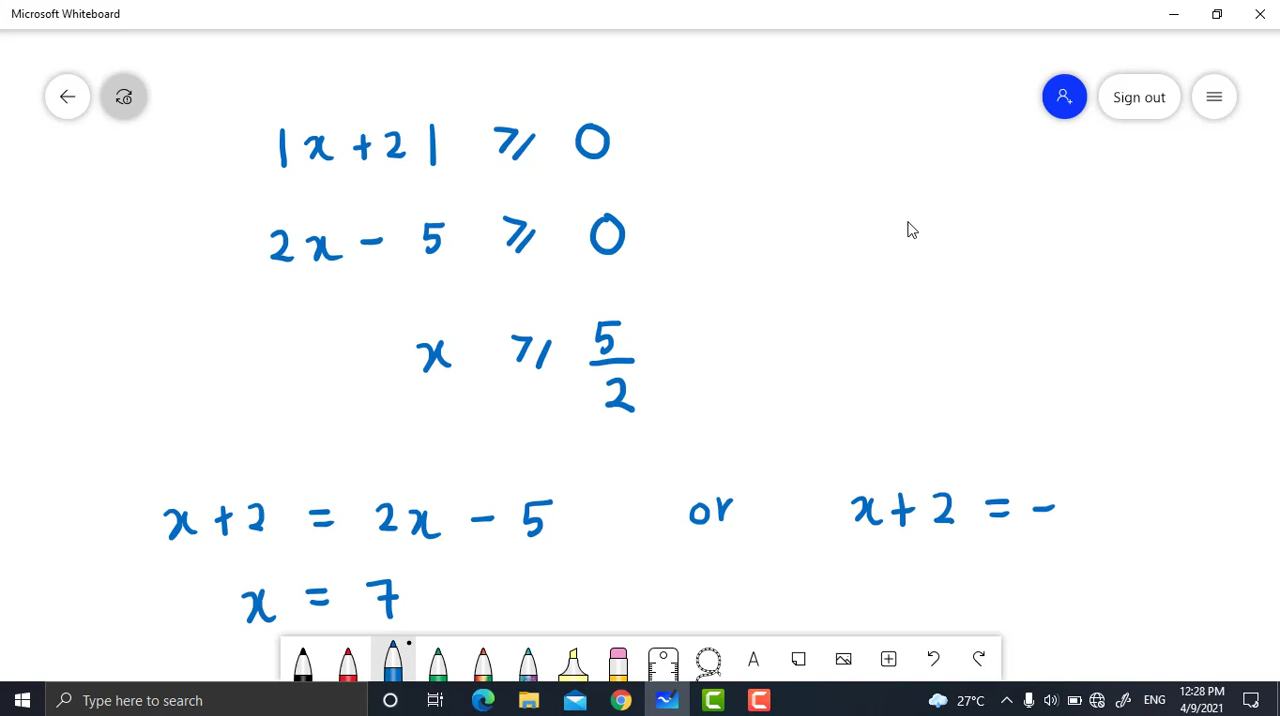 Microsoft Whiteboard
Sign out
|x+2| ⩾ 0
2x - 5 ⩾ 0
x ⩾ 5/2
x+2 = 2x - 5 or x+2 = -
x = 7
Type here to search
27°C
ENG
12:28 PM
4/9/2021